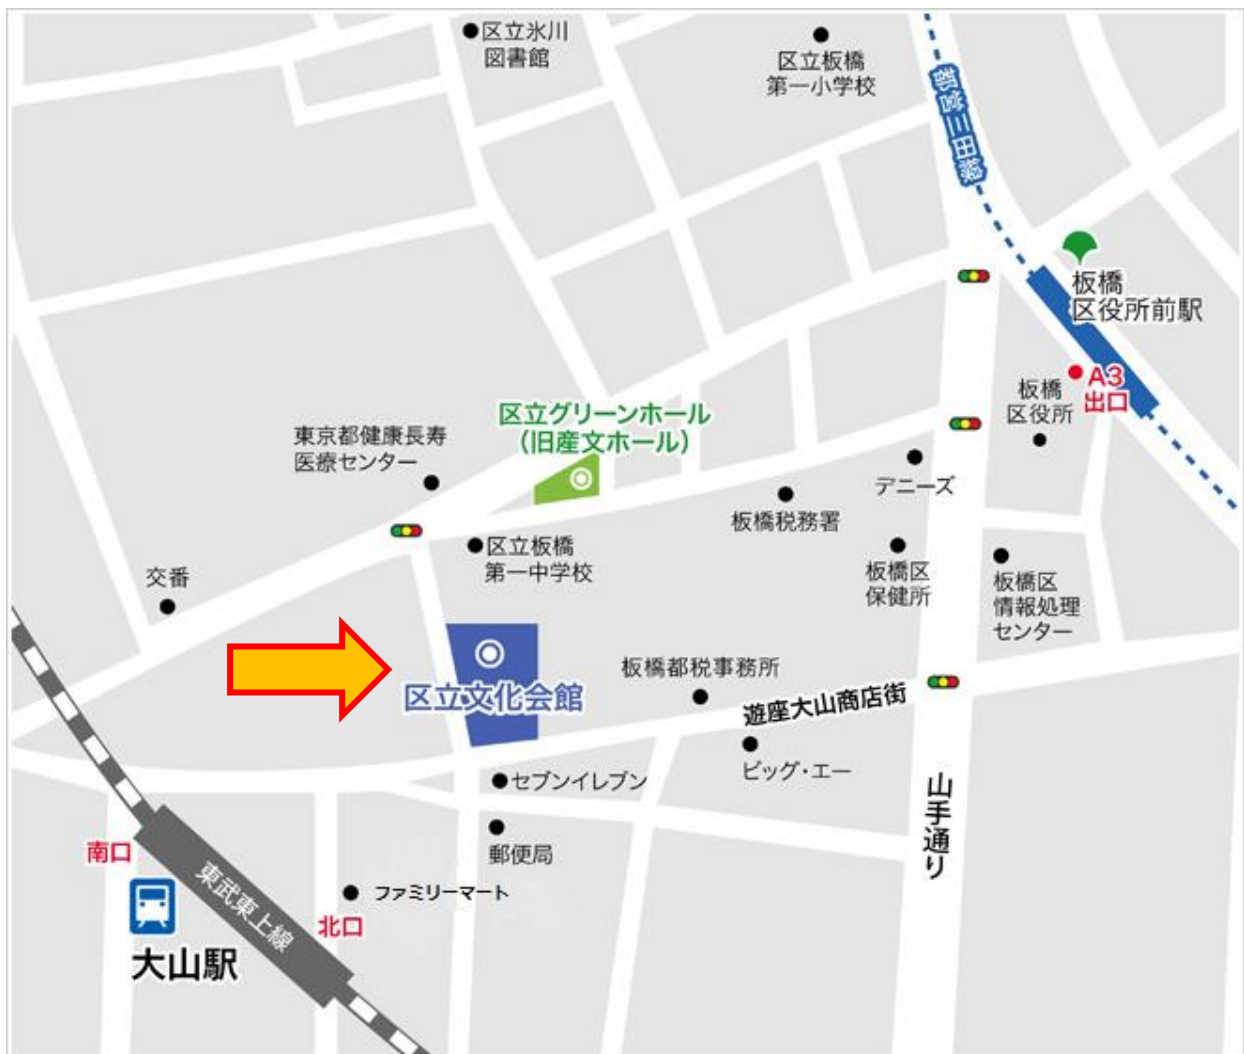 区立氷川
図書館
区立板橋
第一小学校
都営三田線
板橋
区役所前駅
A3
出口
板橋
区役所
区立グリーンホール
（旧産文ホール）
東京都健康長寿
医療センター
デニーズ
板橋税務署
区立板橋
第一中学校
板橋区
保健所
板橋区
情報処理
センター
交番
区立文化会館
板橋都税事務所
遊座大山商店街
ビッグ・エー
セブンイレブン
山手通り
郵便局
南口
ファミリーマート
東武東上線
北口
大山駅